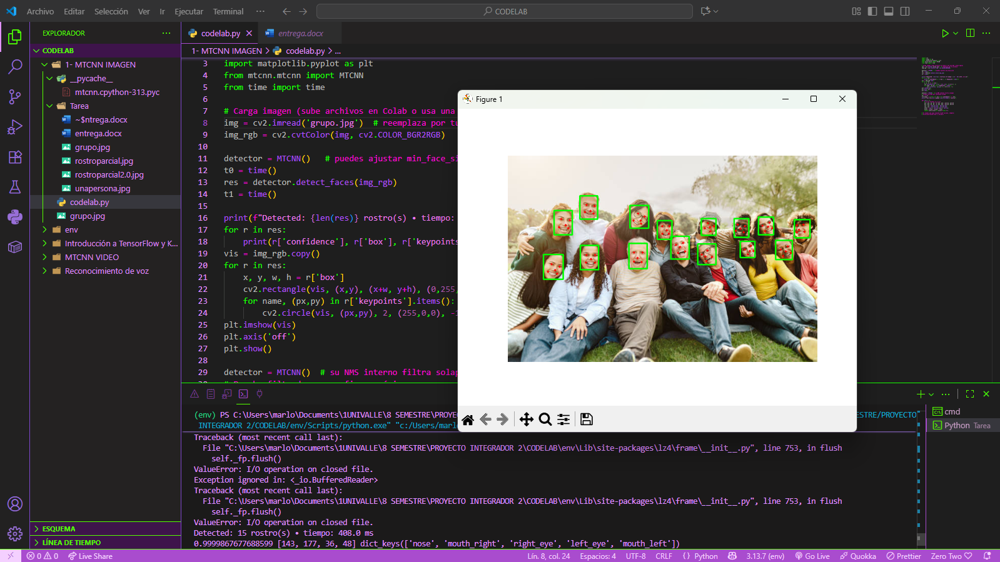 Archivo Editar Selección Ver Ir Ejecutar Terminal ··· CODELAB
EXPLORADOR
CODELAB
1- MTCNN IMAGEN
__pycache__
mtcnn.cpython-313.pyc
Tarea
~$ntrega.docx
entrega.docx
grupo.jpg
rostroparcial.jpg
rostroparcial2.0.jpg
unapersona.jpg
codelab.py
grupo.jpg
env
Introducción a TensorFlow y K...
MTCNN VIDEO
Reconocimiento de voz
ESQUEMA
LÍNEA DE TIEMPO
codelab.py entrega.docx
1- MTCNN IMAGEN > codelab.py > ...
3 import matplotlib.pyplot as plt
4 from mtcnn.mtcnn import MTCNN
5 from time import time
6
7 # Carga imagen (sube archivos en Colab o usa una
8 img = cv2.imread('grupo.jpg') # reemplaza por tu
9 img_rgb = cv2.cvtColor(img, cv2.COLOR_BGR2RGB)
10
11 detector = MTCNN() # puedes ajustar min_face_si
12 t0 = time()
13 res = detector.detect_faces(img_rgb)
14 t1 = time()
15
16 print(f"Detected: {len(res)} rostro(s) • tiempo:
17 for r in res:
18 print(r['confidence'], r['box'], r['keypoints
19 vis = img_rgb.copy()
20 for r in res:
21 x, y, w, h = r['box']
22 cv2.rectangle(vis, (x,y), (x+w, y+h), (0,255,
23 for name, (px,py) in r['keypoints'].items():
24 cv2.circle(vis, (px,py), 2, (255,0,0), -1
25 plt.imshow(vis)
26 plt.axis('off')
27 plt.show()
28
29 detector = MTCNN() # su NMS interno filtra solap
Figure 1
cmd
Python Tarea
(env) PS C:\Users\marlo\Documents\1UNIVALLE\8 SEMESTRE\PROYEC ESTRE/PROYECTO
INTEGRADOR 2/CODELAB/env/Scripts/python.exe" "c:/Users/marlo
Traceback (most recent call last):
File "C:\Users\marlo\Documents\1UNIVALLE\8 SEMESTRE\PROYECTO INTEGRADOR 2\CODELAB\env\Lib\site-packages\lz4\frame\__init__.py", line 753, in flush
self._fp.flush()
ValueError: I/O operation on closed file.
Exception ignored in: <_io.BufferedReader>
Traceback (most recent call last):
File "C:\Users\marlo\Documents\1UNIVALLE\8 SEMESTRE\PROYECTO INTEGRADOR 2\CODELAB\env\Lib\site-packages\lz4\frame\__init__.py", line 753, in flush
self._fp.flush()
ValueError: I/O operation on closed file.
Detected: 15 rostro(s) • tiempo: 408.0 ms
0.9999867677688599 [143, 177, 36, 48] dict_keys(['nose', 'mouth_right', 'right_eye', 'left_eye', 'mouth_left'])
0 0 Live Share Lín. 8, col. 24 Espacios: 4 UTF-8 CRLF {} Python 3.13.7 (env) Go Live Quokka Prettier Zero Two ♡